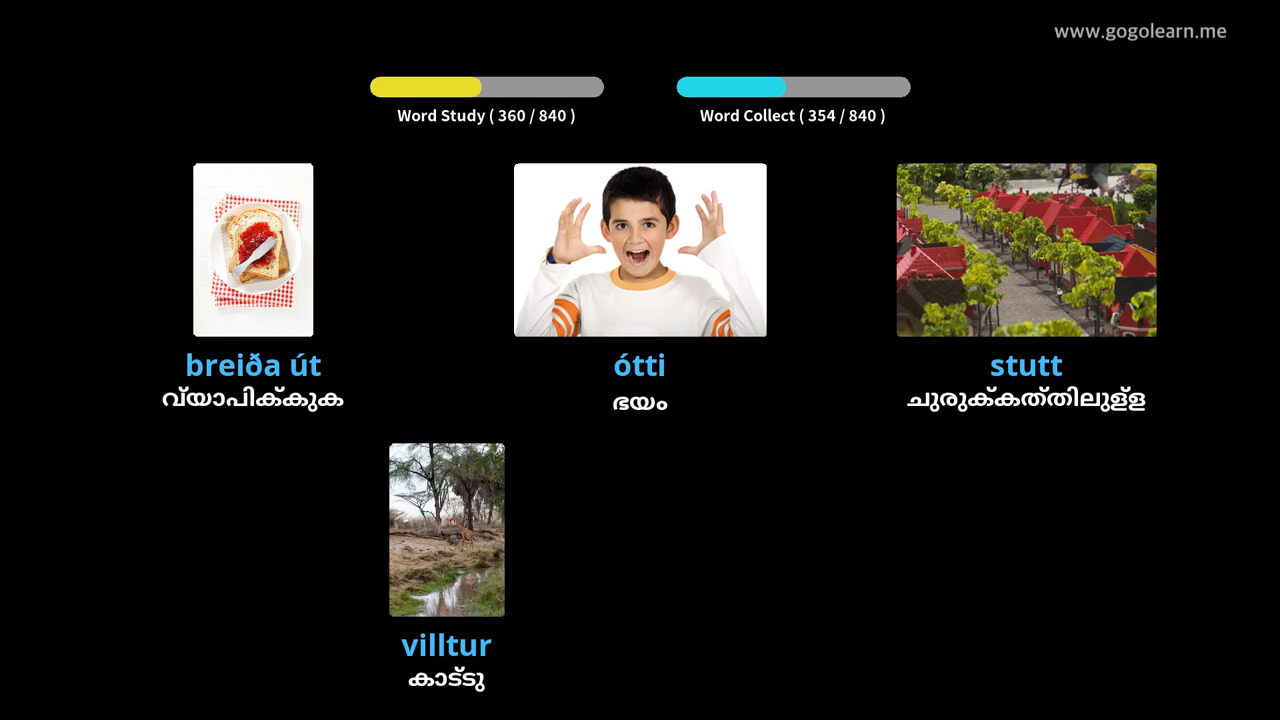 www.gogolearn.me
Word Study ( 360 / 840 )
Word Collect ( 354 / 840 )
breiða út
വ്യാപിക്കുക
ótti
ഭയം
stutt
ചുരുക്കത്തിലുള്ള
villtur
കാട്ടു